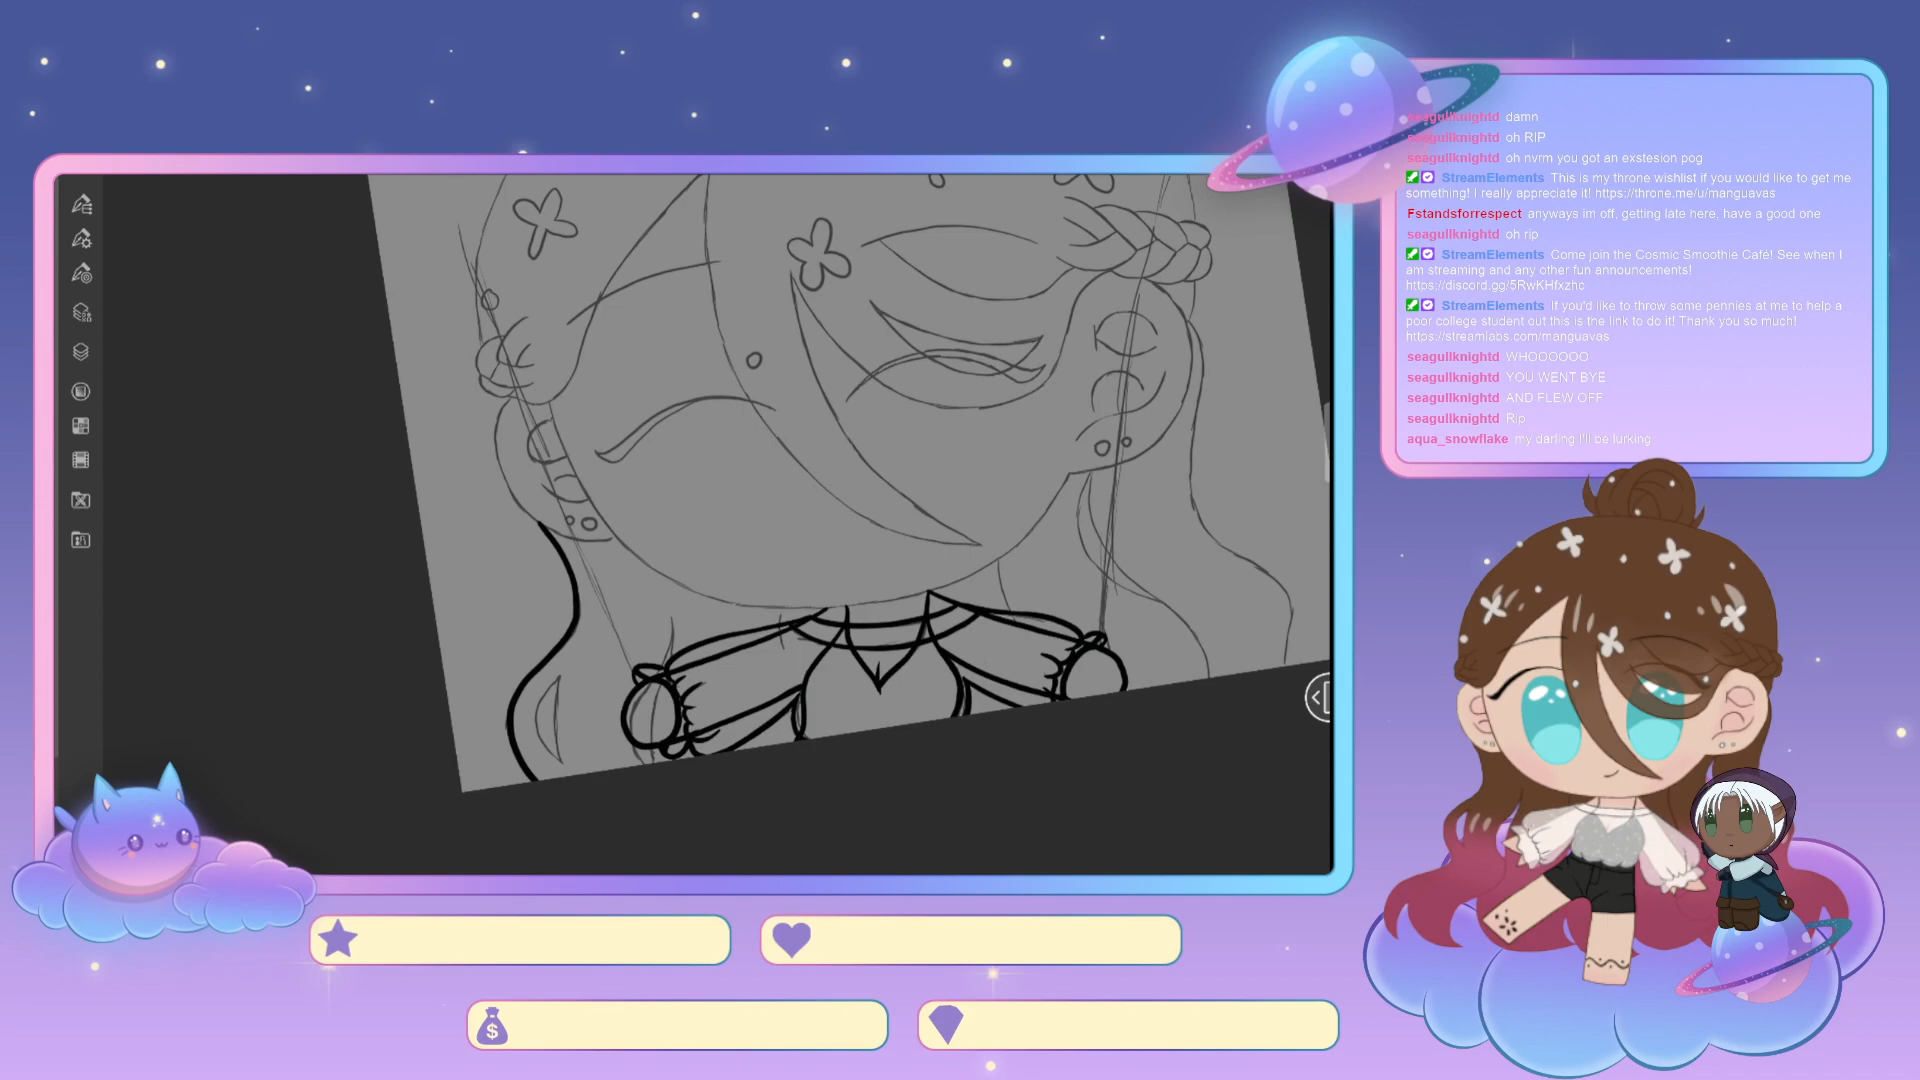 seagullknightd damn
seagullknightd oh RIP
seagullknightd oh nvrm you got an exstesion pog
StreamElements This is my throne wishlist if you would like to get me
something! I really appreciate it! https://throne.me/u/manguavas
Fstandsforrespect anyways im off, getting late here, have a good one
seagullknightd oh rip
StreamElements Come join the Cosmic Smoothie Café! See when I
am streaming and any other fun announcements!
https://discord.gg/5RwKHfxzhc
StreamElements If you'd like to throw some pennies at me to help a
poor college student out this is the link to do it! Thank you so much!
https://streamlabs.com/manguavas
seagullknightd WHOOOOOO
seagullknightd YOU WENT BYE
seagullknightd AND FLEW OFF
seagullknightd Rip
aqua_snowflake my darling I'll be lurking
$